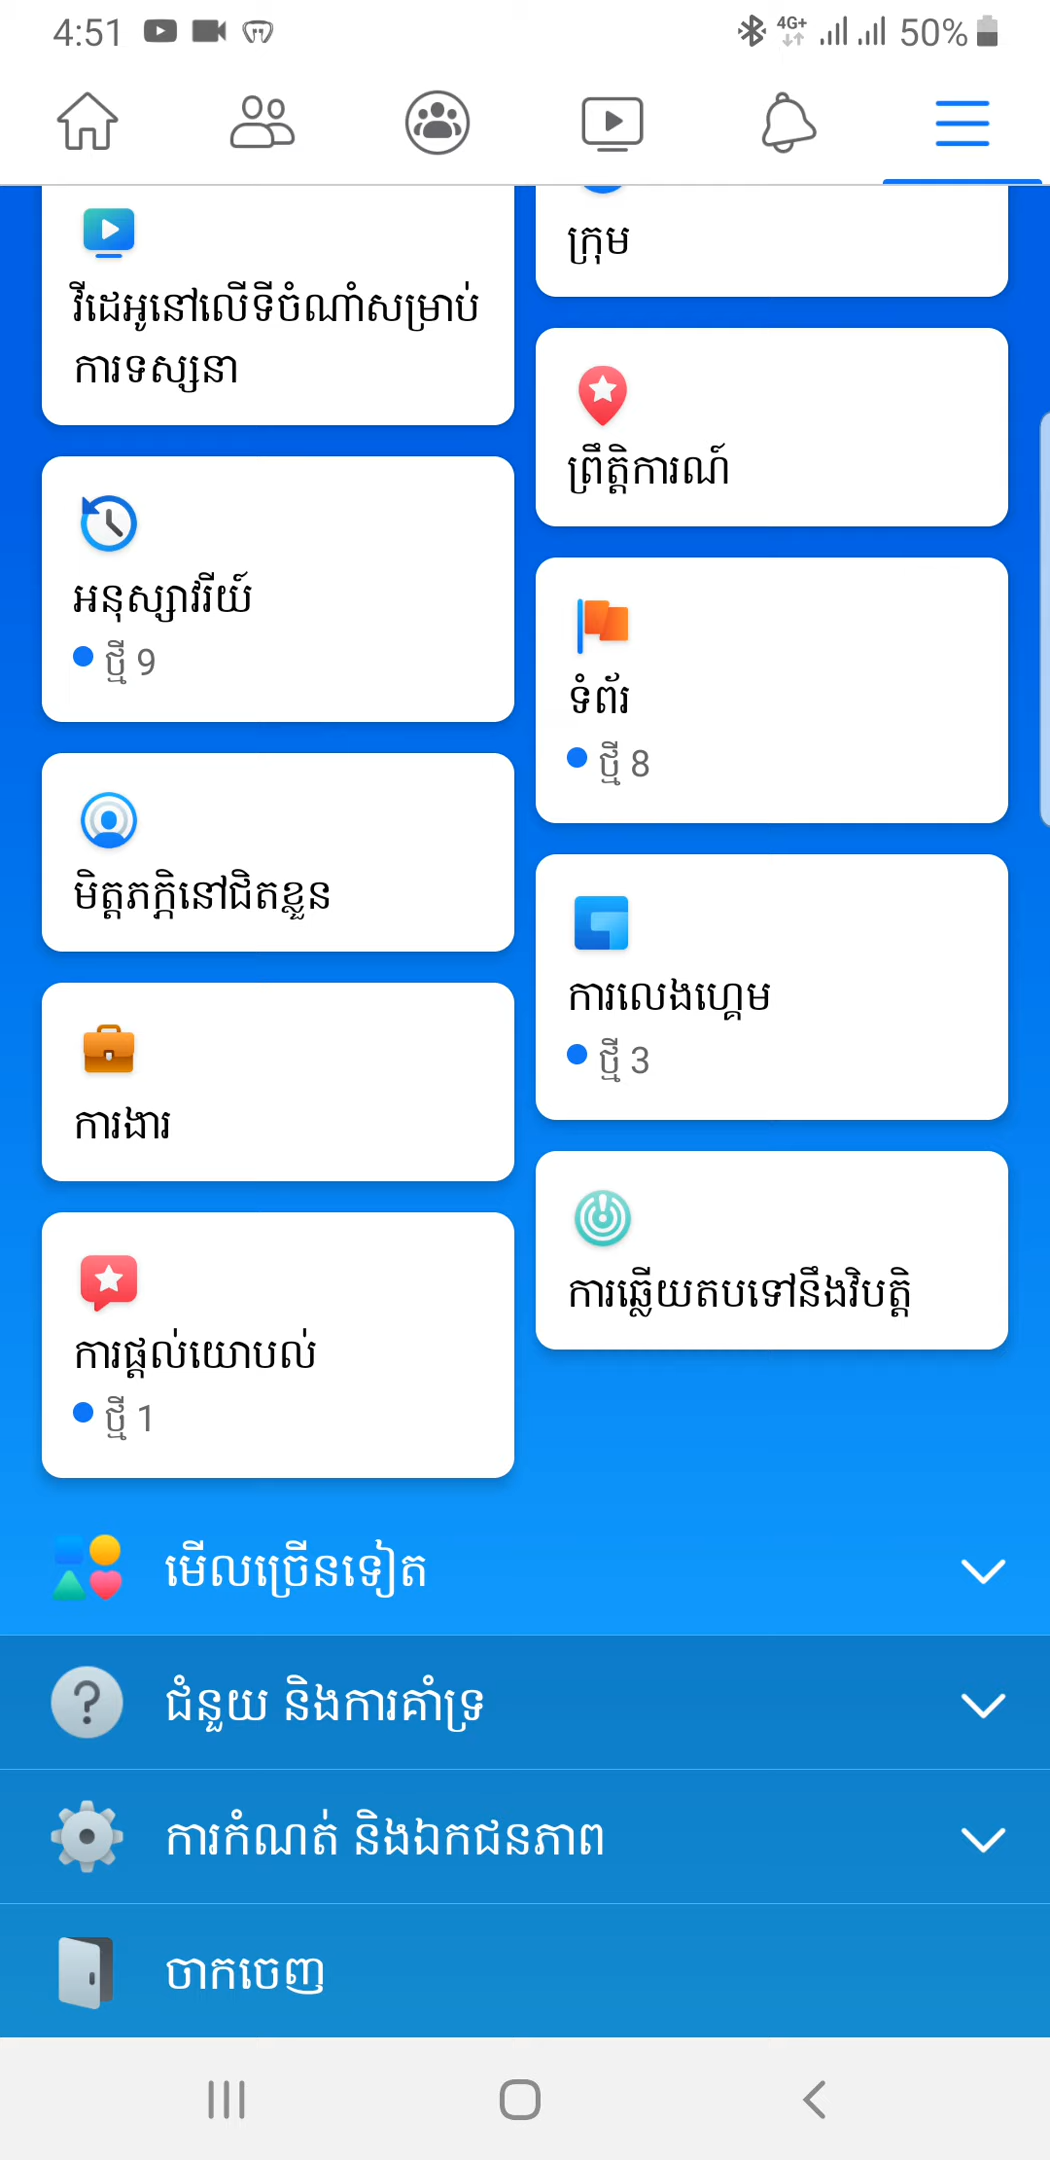 4:51
4G+
50%
វីដេអូនៅលើទីចំណាំសម្រាប់
ការទស្សនា
អនុស្សាវរីយ៍
ថ្មី 9
មិត្តភក្តិនៅជិតខ្លួន
ការងារ
ការផ្តល់យោបល់
ថ្មី 1
ក្រុម
ព្រឹត្តិការណ៍
ទំព័រ
ថ្មី 8
ការលេងហ្គេម
ថ្មី 3
ការឆ្លើយតបទៅនឹងវិបត្តិ
មើលច្រើនទៀត
ជំនួយ និងការគាំទ្រ
ការកំណត់ និងឯកជនភាព
ចាកចេញ